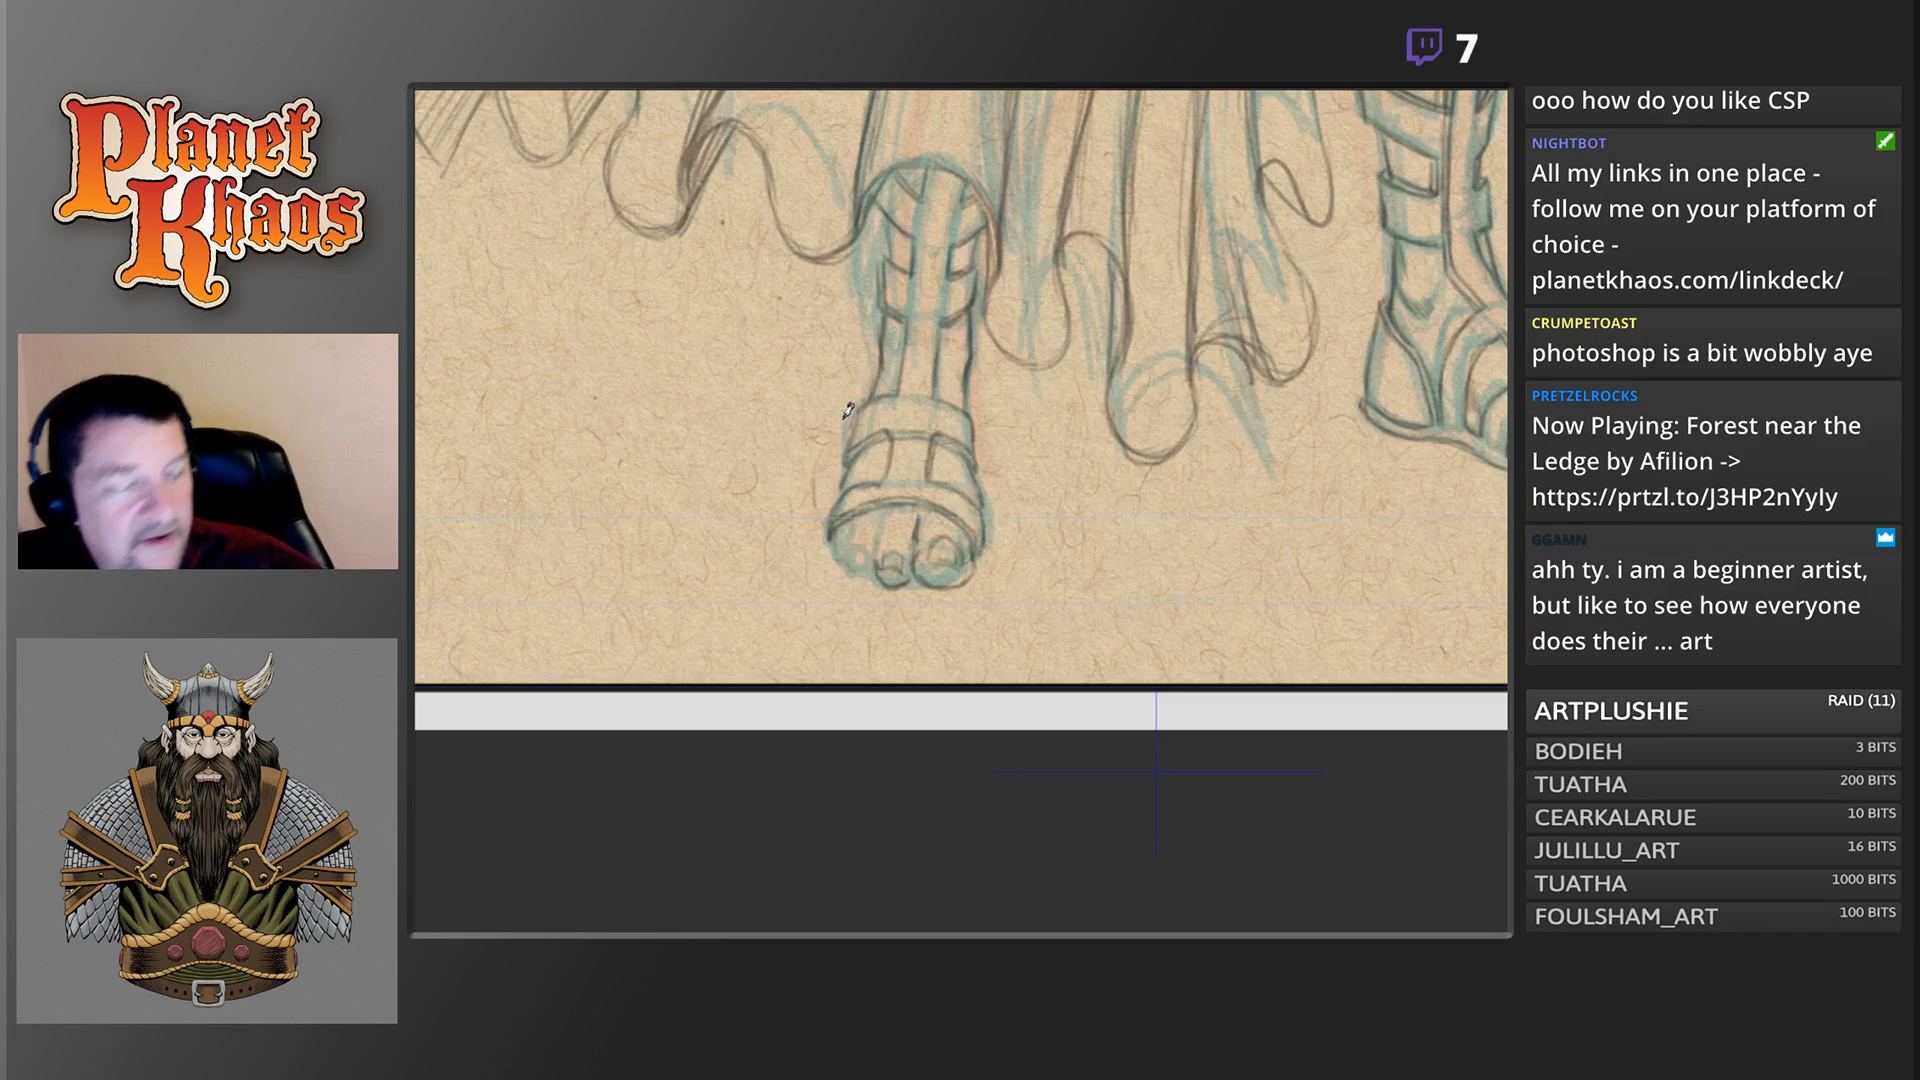 7
Planet
Khaos
ooo how do you like CSP
NIGHTBOT
All my links in one place -
follow me on your platform of
choice -
planetkhaos.com/linkdeck/
CRUMPETOAST
photoshop is a bit wobbly aye
PRETZELROCKS
Now Playing: Forest near the
Ledge by Afilion ->
https://prtzl.to/J3HP2nYyIy
GGAMN
ahh ty. i am a beginner artist,
but like to see how everyone
does their ... art
ARTPLUSHIE RAID (11)
BODIEH 3 BITS
TUATHA 200 BITS
CEARKALARUE 10 BITS
JULILLU_ART 16 BITS
TUATHA 1000 BITS
FOULSHAM_ART 100 BITS